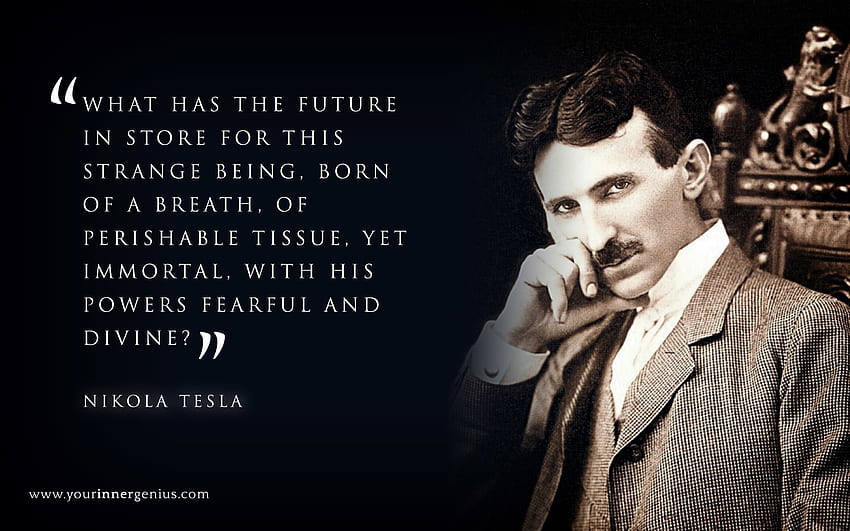 “WHAT HAS THE FUTURE
IN STORE FOR THIS
STRANGE BEING, BORN
OF A BREATH, OF
PERISHABLE TISSUE, YET
IMMORTAL, WITH HIS
POWERS FEARFUL AND
DIVINE?”
NIKOLA TESLA
www.yourinnergenius.com